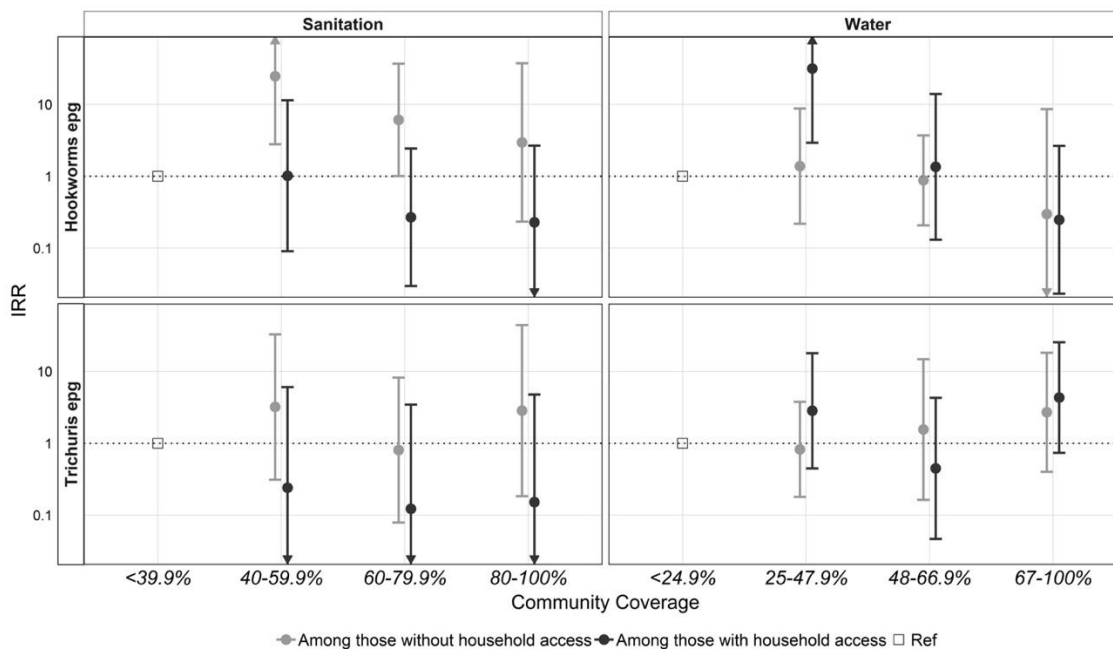 Sanitation
Water
IRR
Hookworms epg
10
1
0.1
Trichuris epg
10
1
0.1
<39.9%
40-59.9%
60-79.9%
80-100%
<24.9%
25-47.9%
48-66.9%
67-100%
Community Coverage
Among those without household access Among those with household access Ref